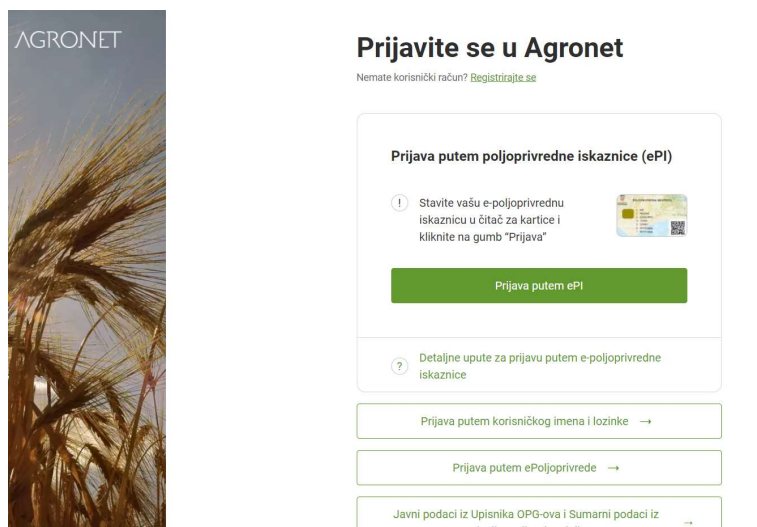 AGRONET
Prijavite se u Agronet
Nemate korisnički račun? Registrirajte se
Prijava putem poljoprivredne iskaznice (ePI)
! Stavite vašu e-poljoprivrednu
iskaznicu u čitač za kartice i
kliknite na gumb “Prijava”
Prijava putem ePI
? Detaljne upute za prijavu putem e-poljoprivredne
iskaznice
Prijava putem korisničkog imena i lozinke →
Prijava putem ePoljoprivrede →
Javni podaci iz Upisnika OPG-ova i Sumarni podaci iz →